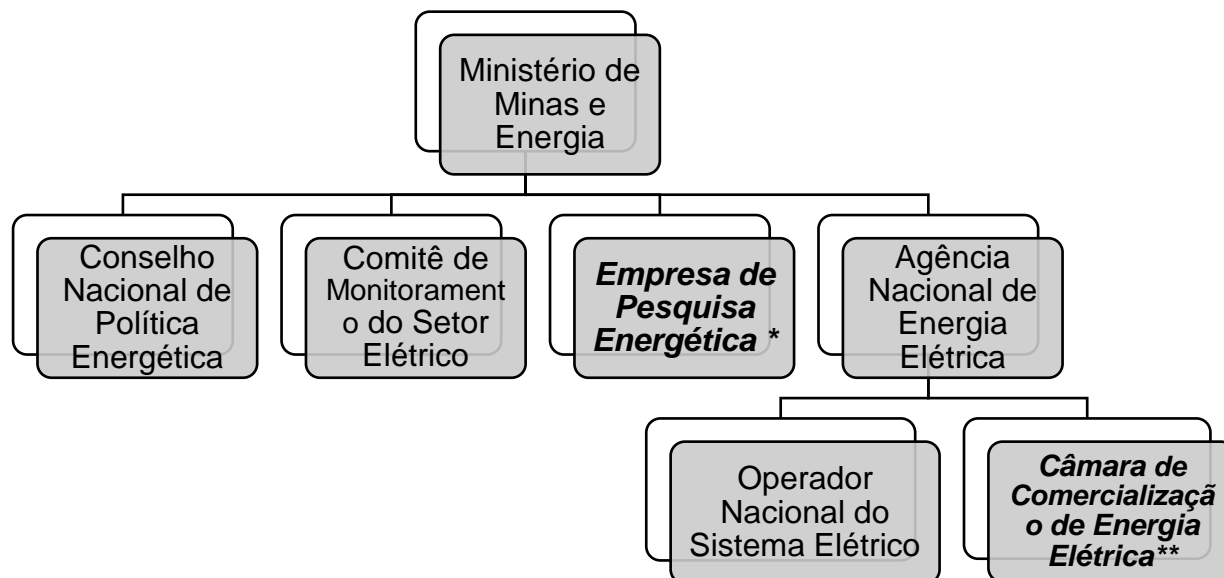 Ministério de
Minas e
Energia
Conselho
Nacional de
Política
Energética
Comitê de
Monitorament
o do Setor
Elétrico
Empresa de
Pesquisa
Energética *
Agência
Nacional de
Energia
Elétrica
Operador
Nacional do
Sistema Elétrico
Câmara de
Comercializaçã
o de Energia
Elétrica**